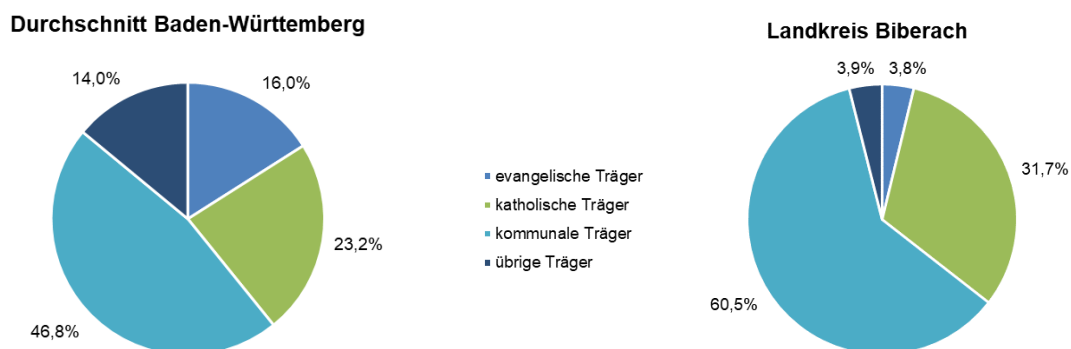 Durchschnitt Baden-Württemberg
14,0%
16,0%
23,2%
46,8%
evangelische Träger
katholische Träger
kommunale Träger
übrige Träger
Landkreis Biberach
3,9%
3,8%
31,7%
60,5%